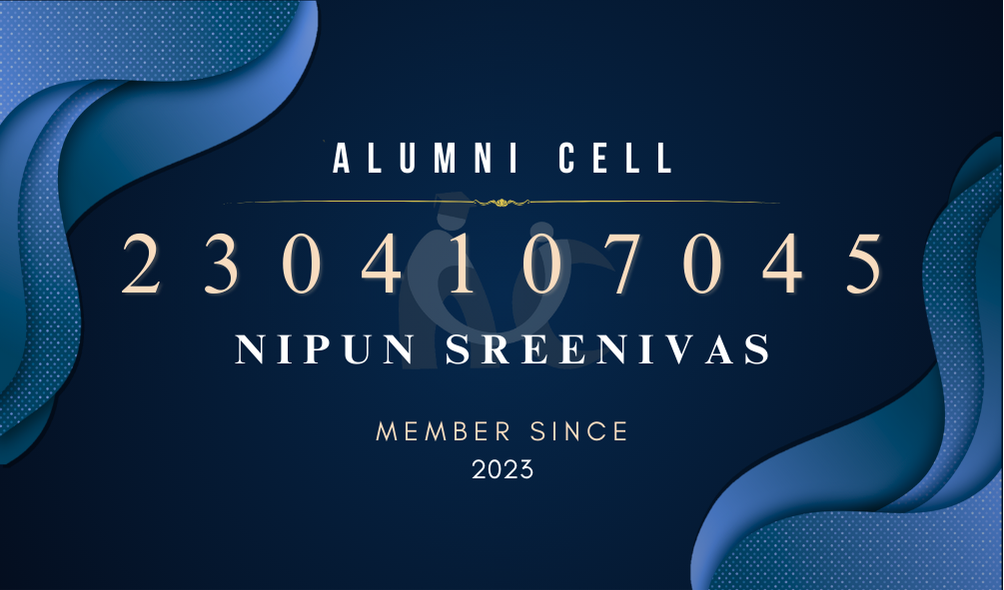 ALUMNI CELL
2304107045
NIPUN SREENIVAS
MEMBER SINCE
2023